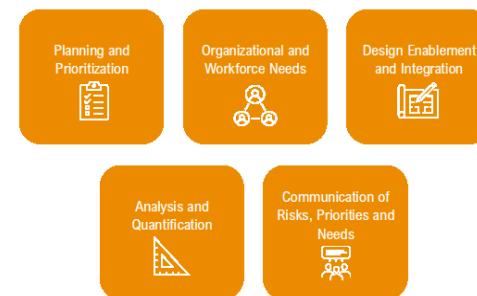 Planning and
Prioritization
Organizational and
Workforce Needs
Design Enablement
and Integration
Analysis and
Quantification
Communication of
Risks, Priorities and
Needs